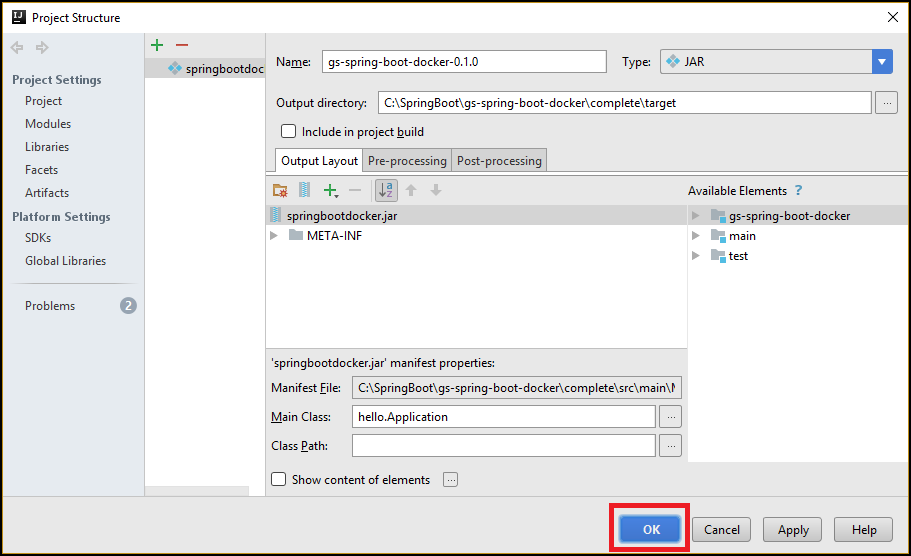 Project Structure
Project Settings
Project
Modules
Libraries
Facets
Artifacts
Platform Settings
SDKs
Global Libraries
Problems
2
springbootdoc
Name:
gs-spring-boot-docker-0.1.0
Type:
JAR
Output directory:
C:\SpringBoot\gs-spring-boot-docker\complete\target
...
Include in project build
Output Layout
Pre-processing
Post-processing
Available Elements ?
springbootdocker.jar
META-INF
gs-spring-boot-docker
main
test
'springbootdocker.jar' manifest properties:
Manifest File:
C:\SpringBoot\gs-spring-boot-docker\complete\src\main\M
Main Class:
hello.Application
...
Class Path:
...
Show content of elements
...
OK
Cancel
Apply
Help